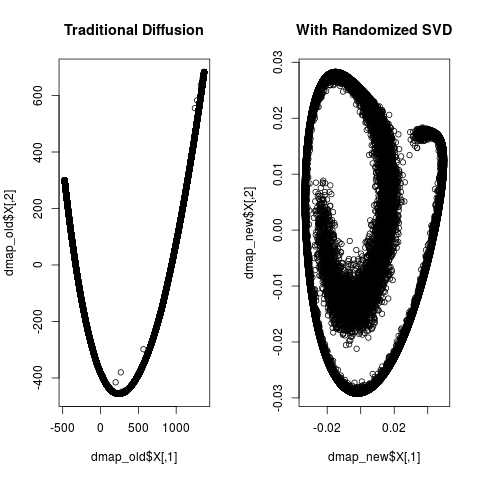 Traditional Diffusion
dmap_old$X[,2]
600
400
200
0
-200
-400
-500 0 500 1000
dmap_old$X[,1]
With Randomized SVD
dmap_new$X[,2]
0.03
0.02
0.01
0.00
-0.01
-0.02
-0.03
-0.02 0.02
dmap_new$X[,1]